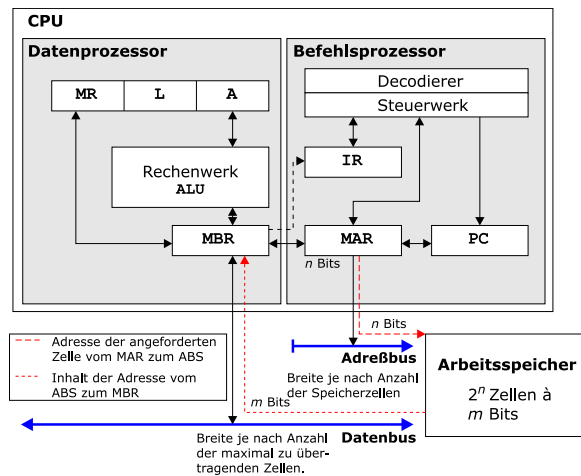 CPU
Datenprozessor
Befehlsprozessor
MR
L
A
Decodierer
Steuerwerk
Rechenwerk
ALU
IR
MBR
MAR
PC
n Bits
n Bits
Adresse der angeforderten
Zelle vom MAR zum ABS
Inhalt der Adresse vom
ABS zum MBR
m Bits
Adreßbus
Breite je nach Anzahl
der Speicherzellen
Arbeitsspeicher
2ⁿ Zellen à
m Bits
Breite je nach Anzahl
der maximal zu über-
tragenden Zellen.
Datenbus